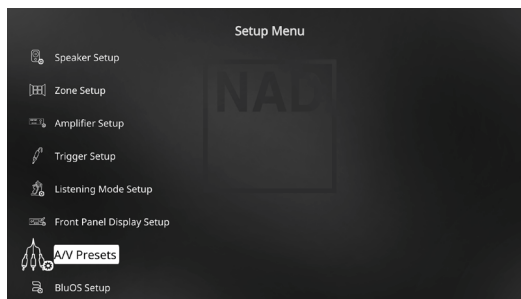 Setup Menu
Speaker Setup
Zone Setup
Amplifier Setup
Trigger Setup
Listening Mode Setup
Front Panel Display Setup
A/V Presets
BluOS Setup
NAD